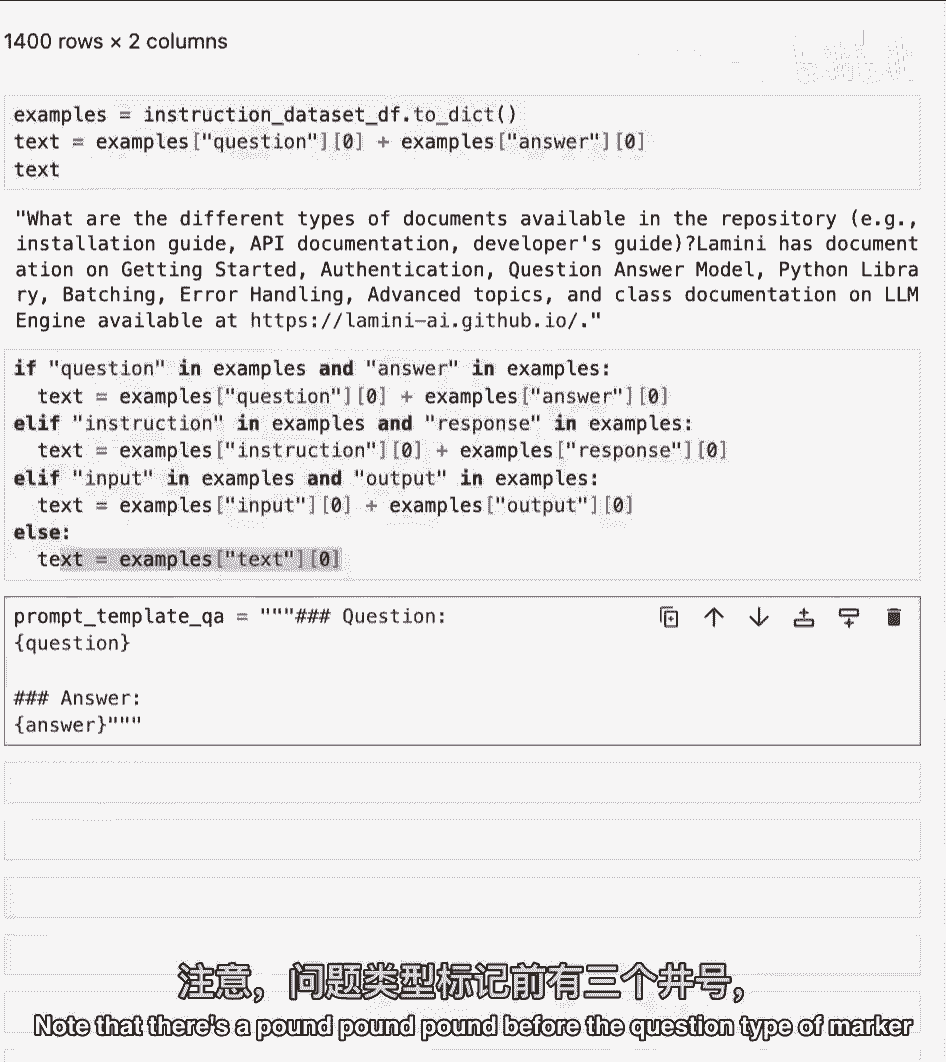 1400 rows × 2 columns
examples = instruction_dataset_df.to_dict()
text = examples["question"][0] + examples["answer"][0]
text
"What are the different types of documents available in the repository (e.g.,
installation guide, API documentation, developer's guide)?Lamini has document
ation on Getting Started, Authentication, Question Answer Model, Python Libra
ry, Batching, Error Handling, Advanced topics, and class documentation on LLM
Engine available at https://lamini-ai.github.io/."
if "question" in examples and "answer" in examples:
  text = examples["question"][0] + examples["answer"][0]
elif "instruction" in examples and "response" in examples:
  text = examples["instruction"][0] + examples["response"][0]
elif "input" in examples and "output" in examples:
  text = examples["input"][0] + examples["output"][0]
else:
  text = examples["text"][0]
prompt_template_qa = """### Question:
{question}

### Answer:
{answer}"""
注意，问题类型标记前有三个井号，
Note that there's a pound pound pound before the question type of marker